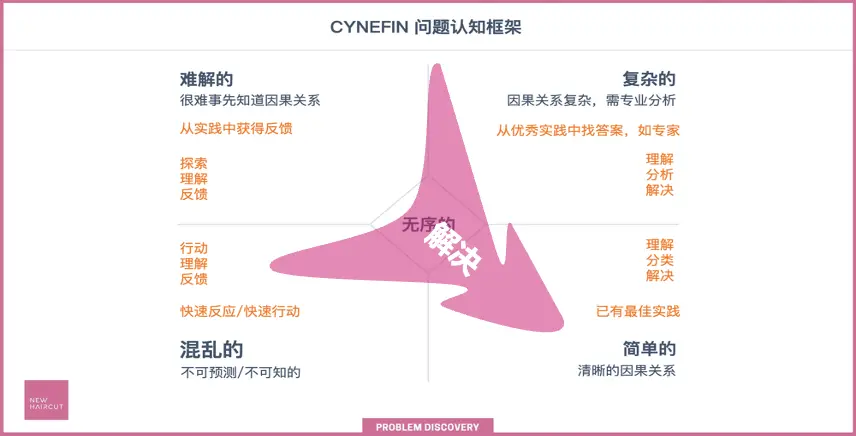 CYNEFIN 问题认知框架
难解的
很难事先知道因果关系
从实践中获得反馈
探索
理解
反馈
复杂的
因果关系复杂，需专业分析
从优秀实践中找答案，如专家
理解
分析
解决
无序的
解决
行动
理解
反馈
快速反应/快速行动
混乱的
不可预测/不可知的
理解
分类
解决
已有最佳实践
简单的
清晰的因果关系
NEW
HAIRCUT
PROBLEM DISCOVERY